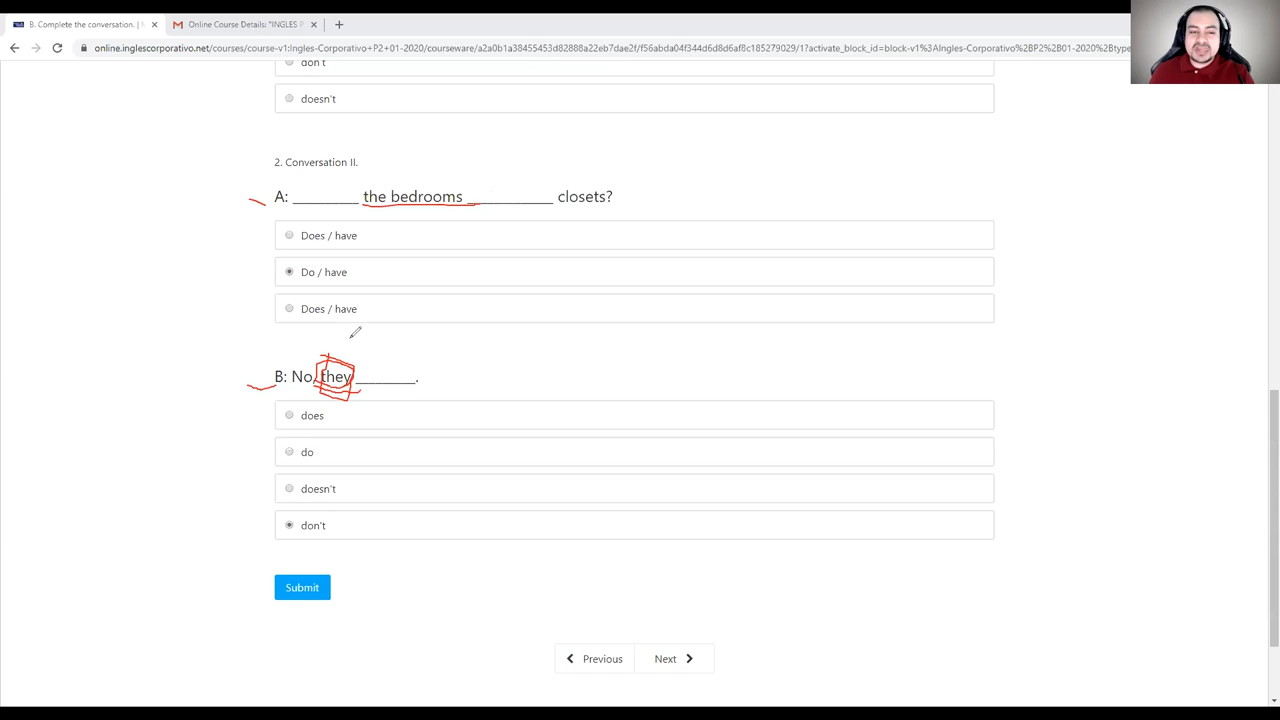 B. Complete the conversation. |
Online Course Details: "INGLES P
online.inglescorporativo.net/courses/course-v1:Ingles-Corporativo+P2+01-2020/courseware/a2a0b1a38455453d82888a22eb7dae2f/f56abda04f344d6d8d6af8c185279029/1?activate_block_id=block-v1%3AIngles-Corporativo%2BP2%2B01-2020%2Btype
don't
doesn't
2. Conversation II.
A: _________ the bedrooms ____________ closets?
Does / have
Do / have
Does / have
B: No, they ________.
does
do
doesn't
don't
Submit
Previous Next